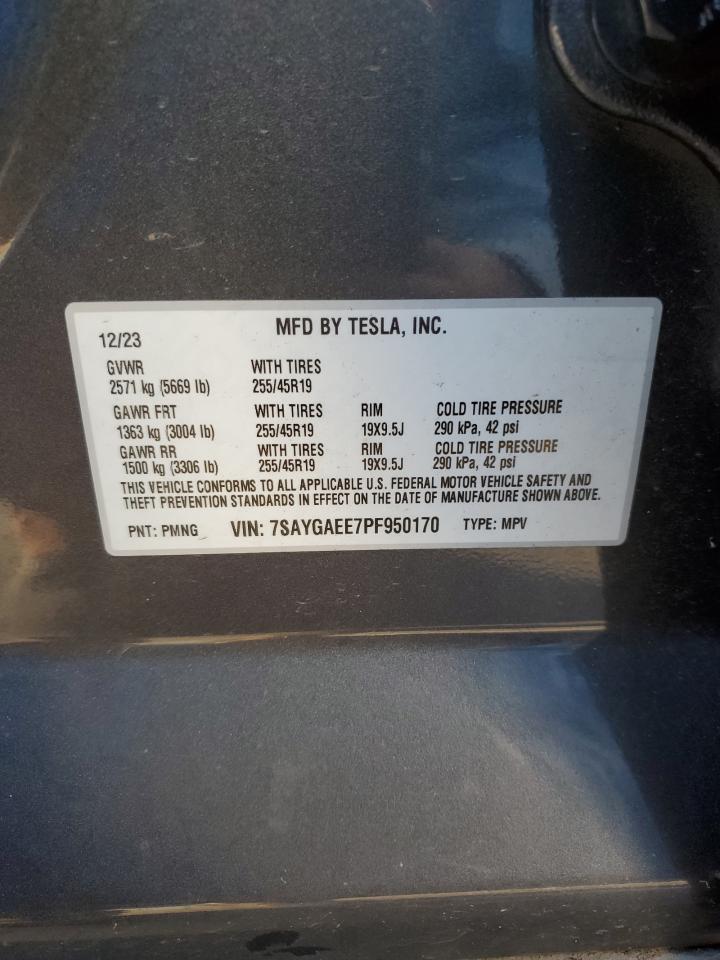 12/23 MFD BY TESLA, INC.
GVWR WITH TIRES
2571 kg (5669 lb) 255/45R19
GAWR FRT WITH TIRES RIM COLD TIRE PRESSURE
1363 kg (3004 lb) 255/45R19 19X9.5J 290 kPa, 42 psi
GAWR RR WITH TIRES RIM COLD TIRE PRESSURE
1500 kg (3306 lb) 255/45R19 19X9.5J 290 kPa, 42 psi
THIS VEHICLE CONFORMS TO ALL APPLICABLE U.S. FEDERAL MOTOR VEHICLE SAFETY AND
THEFT PREVENTION STANDARDS IN EFFECT ON THE DATE OF MANUFACTURE SHOWN ABOVE.
PNT: PMNG VIN: 7SAYGAEE7PF950170 TYPE: MPV